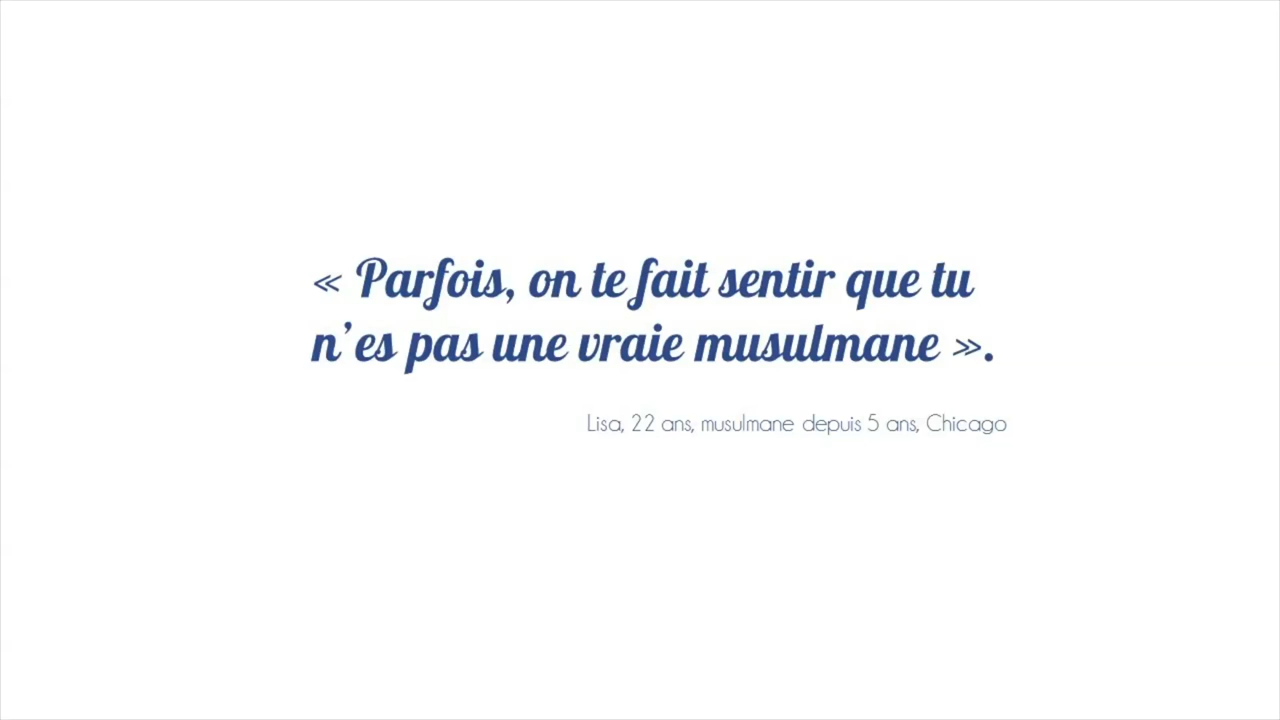 « Parfois, on te fait sentir que tu
n’es pas une vraie musulmane ».
Lisa, 22 ans, musulmane depuis 5 ans, Chicago